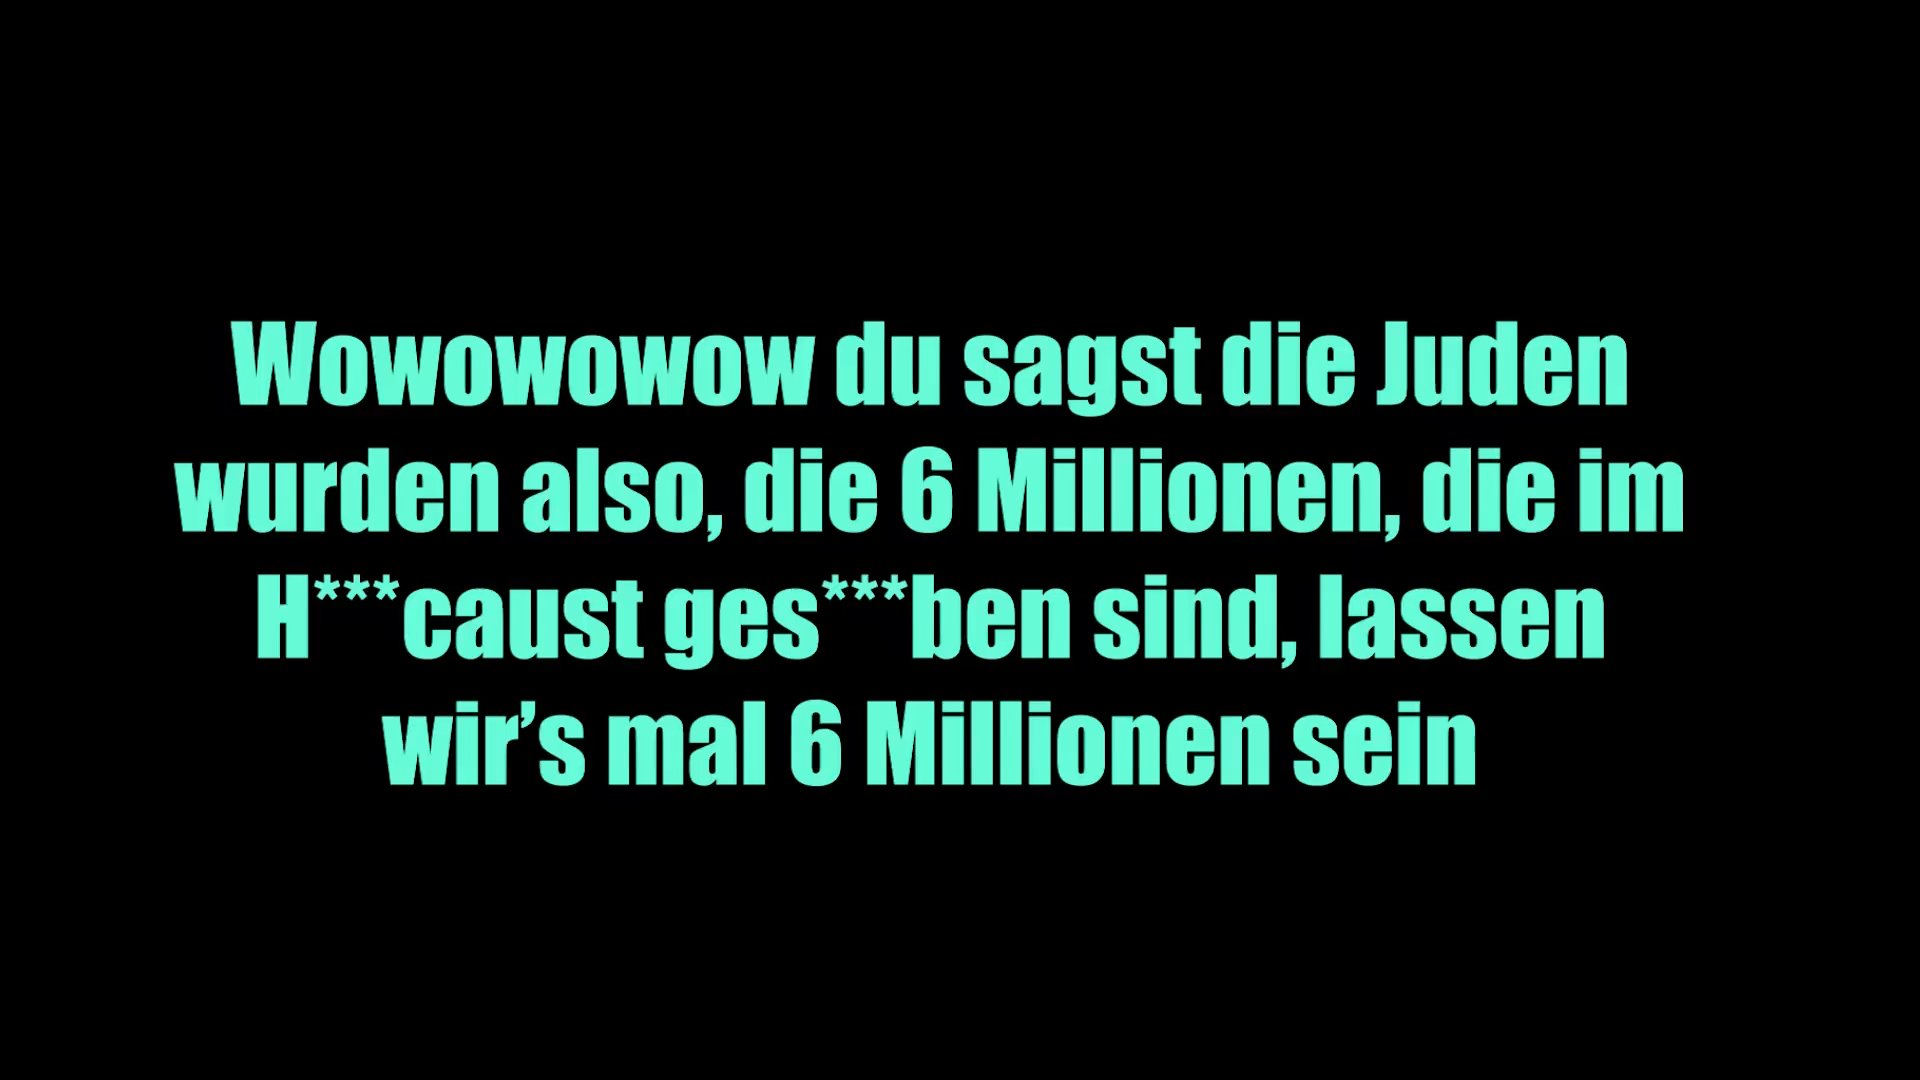 Wowowowow du sagst die Juden
wurden also, die 6 Millionen, die im
H***caust ges***ben sind, lassen
wir’s mal 6 Millionen sein